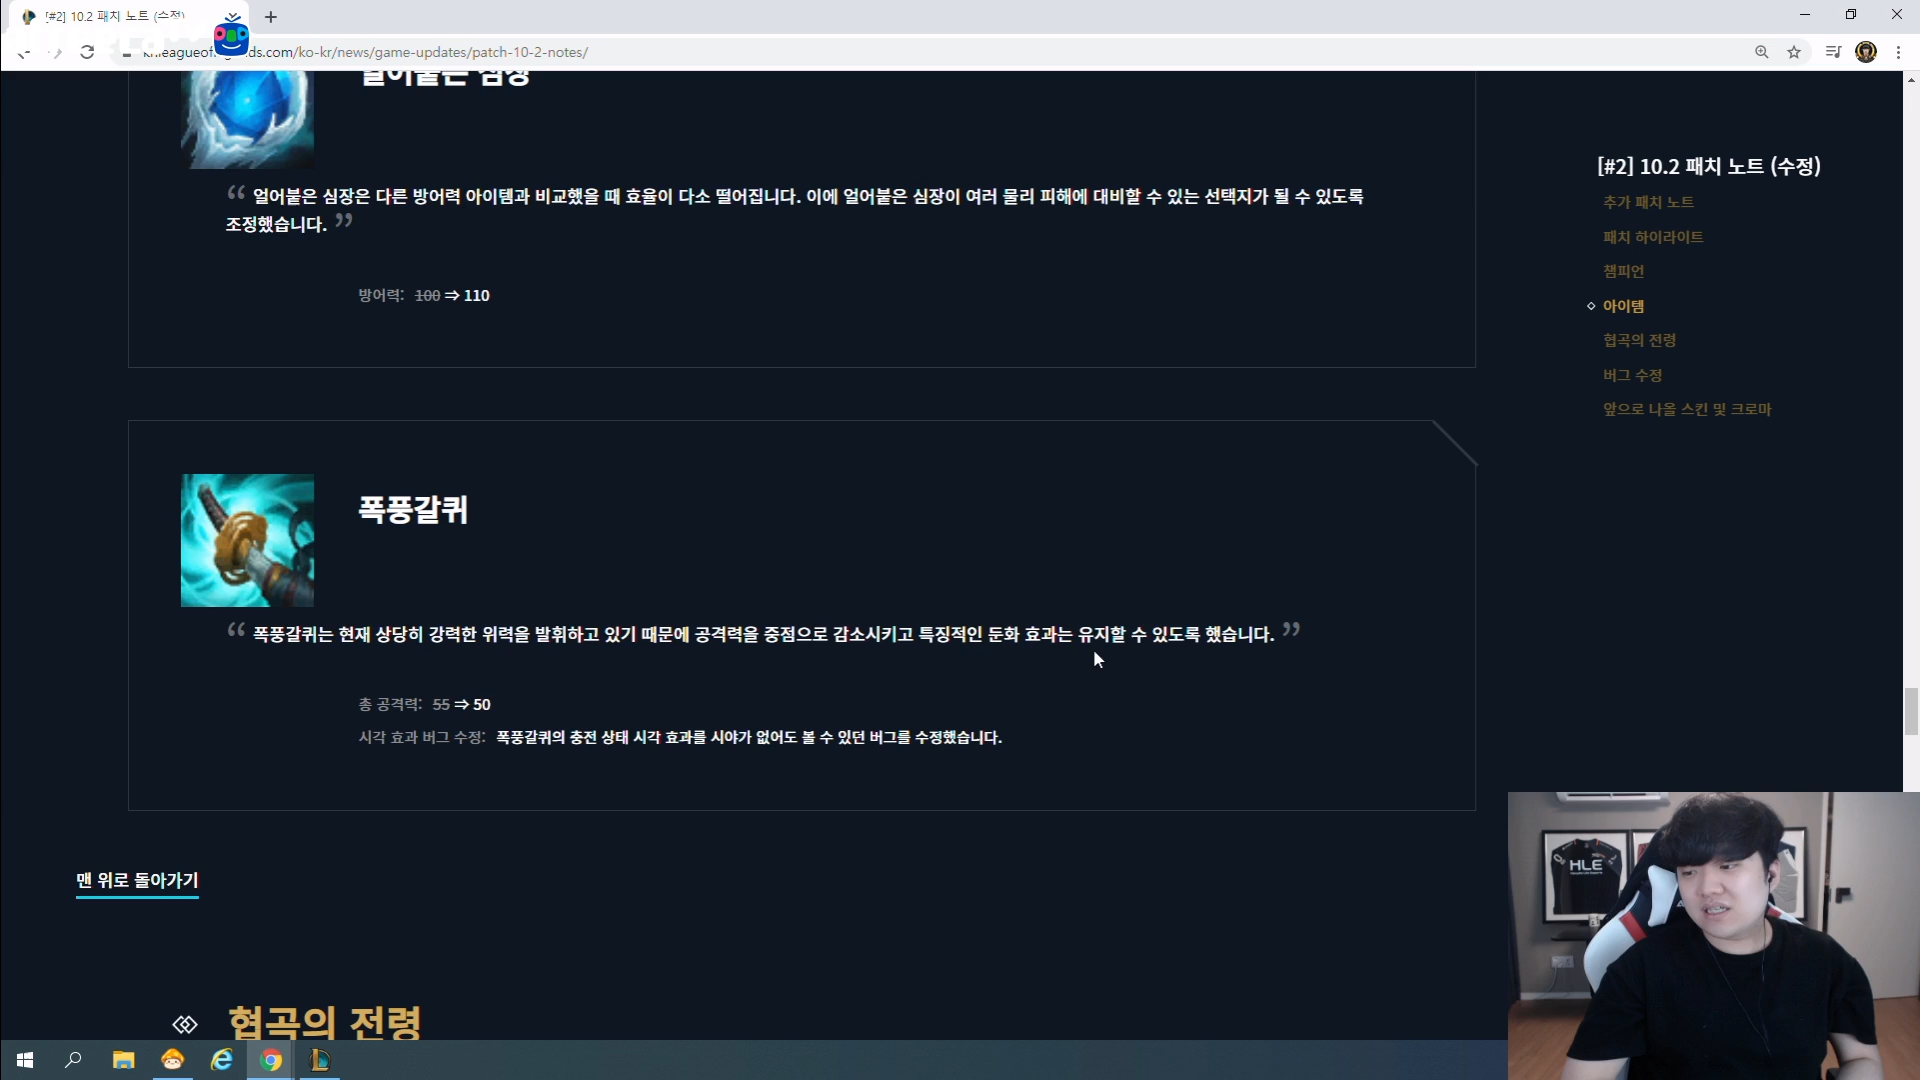 [#2] 10.2 패치 노트 (수정)
/ko-kr/news/game-updates/patch-10-2-notes/
얼어붙은 심장
“ 얼어붙은 심장은 다른 방어력 아이템과 비교했을 때 효율이 다소 떨어집니다. 이에 얼어붙은 심장이 여러 물리 피해에 대비할 수 있는 선택지가 될 수 있도록
조정했습니다. ”
방어력: 100 ⇒ 110
[#2] 10.2 패치 노트 (수정)
추가 패치 노트
패치 하이라이트
챔피언
아이템
협곡의 전령
버그 수정
앞으로 나올 스킨 및 크로마
폭풍갈퀴
“ 폭풍갈퀴는 현재 상당히 강력한 위력을 발휘하고 있기 때문에 공격력을 중점으로 감소시키고 특징적인 둔화 효과는 유지할 수 있도록 했습니다. ”
총 공격력: 55 ⇒ 50
시각 효과 버그 수정: 폭풍갈퀴의 충전 상태 시각 효과를 시야가 없어도 볼 수 있던 버그를 수정했습니다.
맨 위로 돌아가기
협곡의 전령
HLE